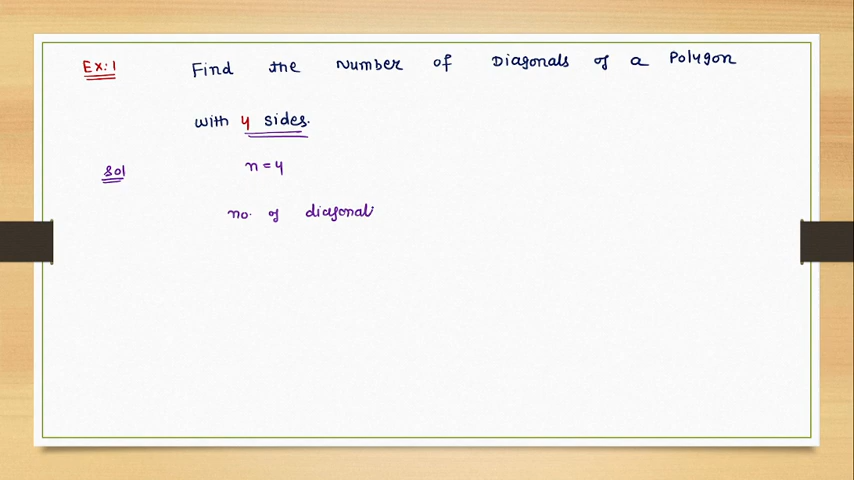 Ex:1 Find the Number of Diagonals of a Polygon
with 4 sides.
Sol n = 4
no. of diagonal